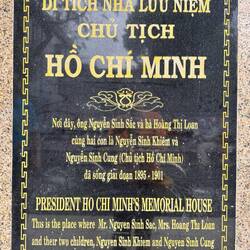 DI TÍCH NHÀ LƯU NIỆM
CHỦ TỊCH
HỒ CHÍ MINH
Nơi đây, ông Nguyễn Sinh Sắc và bà Hoàng Thị Loan
cùng hai con là Nguyễn Sinh Khiêm và
Nguyễn Sinh Cung (Chủ tịch Hồ Chí Minh)
đã sống giai đoạn 1895 - 1901
PRESIDENT HO CHI MINH'S MEMORIAL HOUSE
This is the place where Mr. Nguyen Sinh Sac, Mrs. Hoang Thi Loan
and their two children, Nguyen Sinh Khiem and Nguyen Sinh Cung